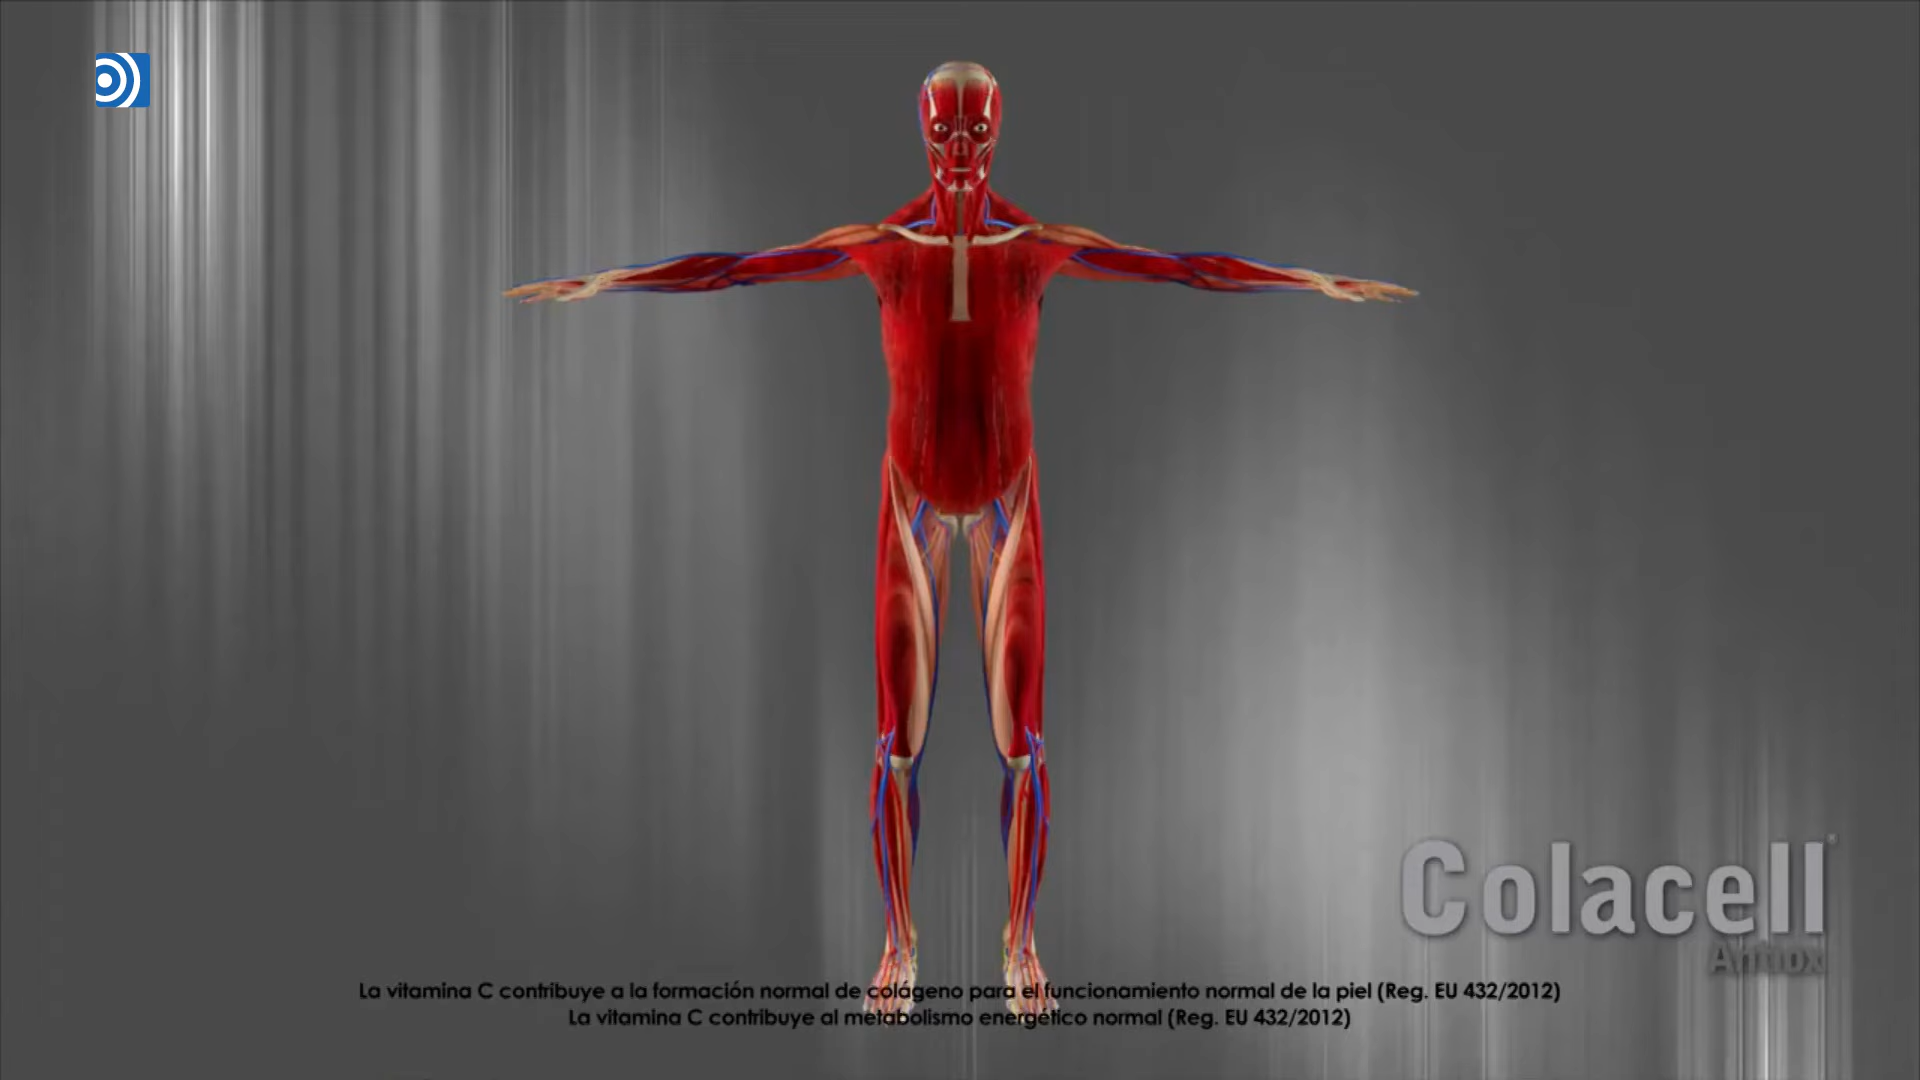 Colacell
Antiox
La vitamina C contribuye a la formación normal de colágeno para el funcionamiento normal de la piel (Reg. EU 432/2012)
La vitamina C contribuye al metabolismo energético normal (Reg. EU 432/2012)